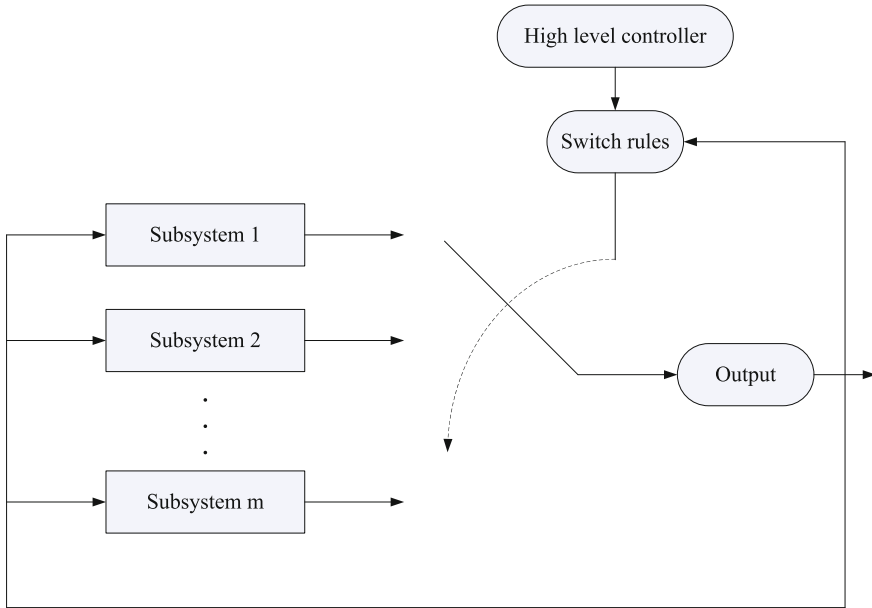 High level controller
Switch rules
Subsystem 1
Subsystem 2
Output
Subsystem m